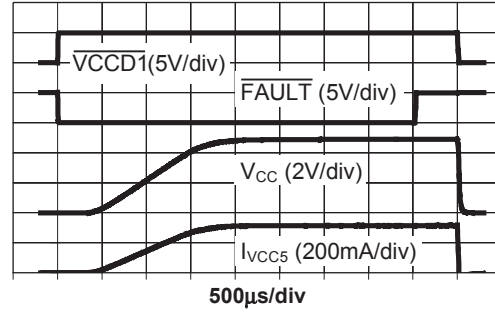 VCCD1(5V/div)
FAULT (5V/div)
VCC (2V/div)
IVCC5 (200mA/div)
500µs/div